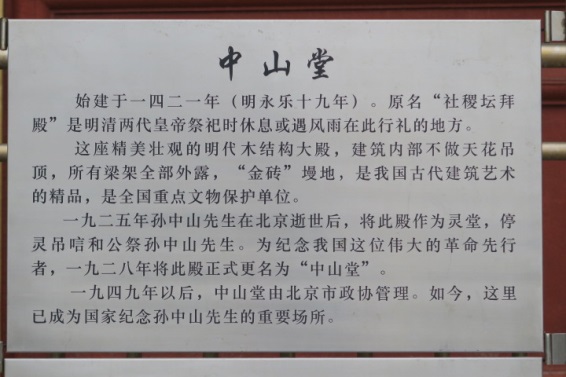 中山堂
始建于一四二一年（明永乐十九年）。原名“社稷坛拜
殿”是明清两代皇帝祭祀时休息或遇风雨在此行礼的地方。
这座精美壮观的明代木结构大殿，建筑内部不做天花吊
顶，所有梁架全部外露，“金砖”墁地，是我国古代建筑艺术
的精品，是全国重点文物保护单位。
一九二五年孙中山先生在北京逝世后，将此殿作为灵堂，停
灵吊唁和公祭孙中山先生。为纪念我国这位伟大的革命先行
者，一九二八年将此殿正式更名为“中山堂”。
一九四九年以后，中山堂由北京市政协管理。如今，这里
已成为国家纪念孙中山先生的重要场所。